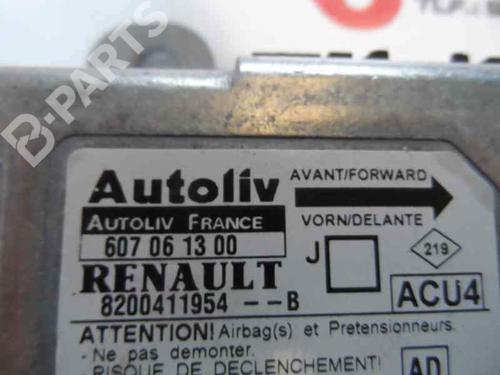 Autoliv
AVANT/FORWARD
AUTOLIV FRANCE
VORN/DELANTE
607 06 13 00
J
219
RENAULT
8200411954 --B
ACU4
ATTENTION! Airbag(s) et Pretensionneurs.
- Ne pas demonter.
- RISQUE DE DECLENCHEMENT!
AD
B-PARTS